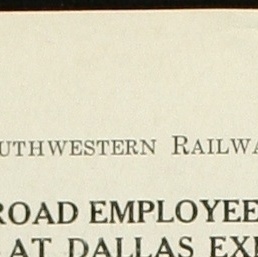 UTHWESTERN RAILWA
ROAD EMPLOYEE
AT DALLAS EX